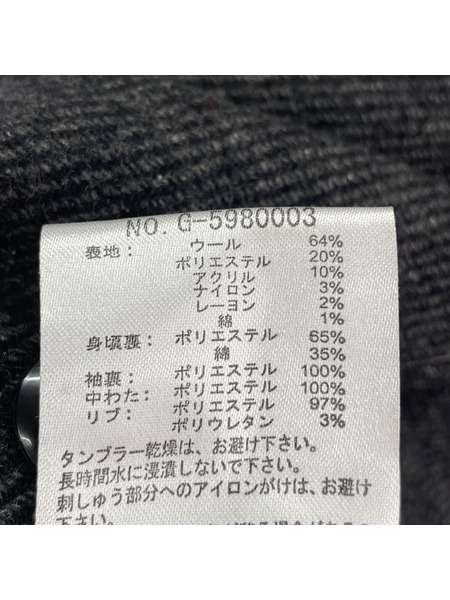 NO. G-5980003
表地: ウール 64%
ポリエステル 20%
アクリル 10%
ナイロン 3%
レーヨン 2%
綿 1%
身頃裏: ポリエステル 65%
綿 35%
袖裏: ポリエステル 100%
中わた: ポリエステル 100%
リブ: ポリエステル 97%
ポリウレタン 3%
タンブラー乾燥は、お避け下さい。
長時間水に浸漬しないで下さい。
刺しゅう部分へのアイロンがけは、お避け
下さい。